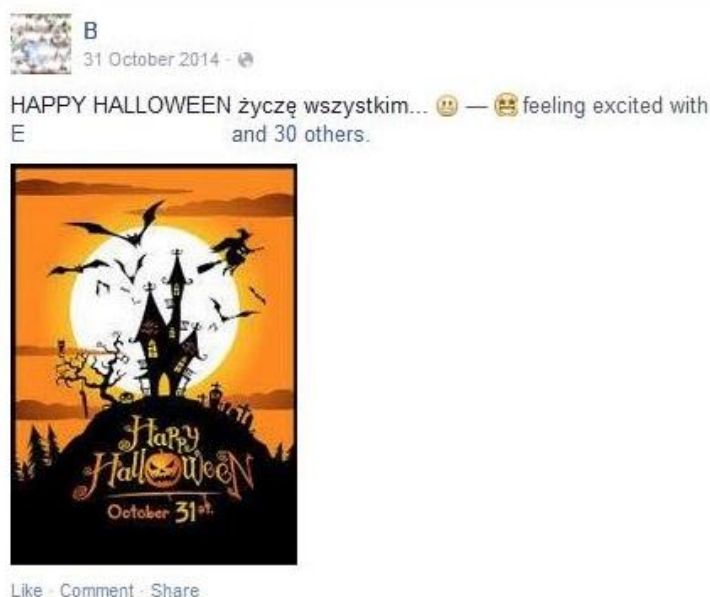 B
31 October 2014
HAPPY HALLOWEEN życzę wszystkim... — feeling excited with
E and 30 others.
Happy
Halloween
October 31st.
Like · Comment · Share